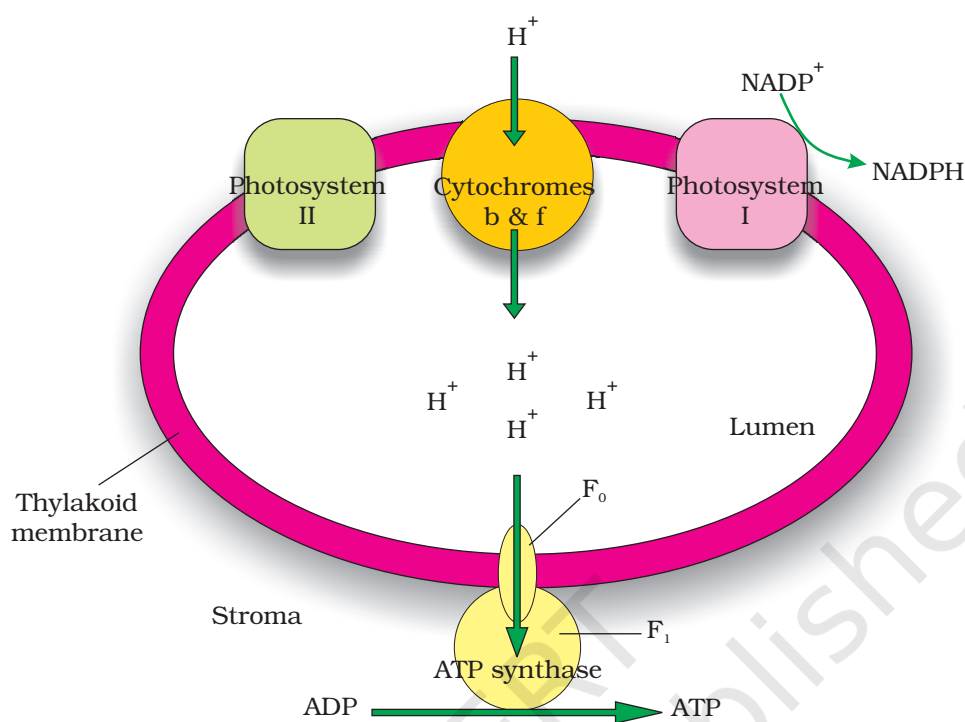 H+
NADP+
NADPH
Photosystem
II
Cytochromes
b & f
Photosystem
I
H+
H+
H+
H+
Lumen
Thylakoid
membrane
F0
Stroma
F1
ATP synthase
ADP
ATP